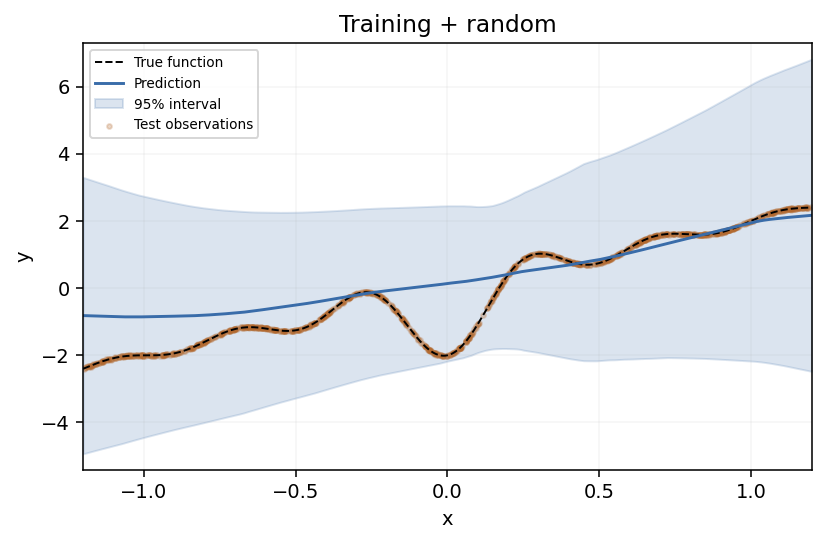 Training + random
True function
Prediction
95% interval
Test observations
y
6
4
2
0
−2
−4
−1.0 −0.5 0.0 0.5 1.0
x